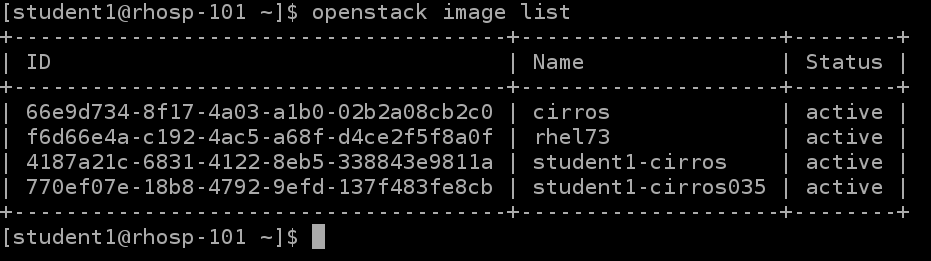 [student1@rhosp-101 ~]$ openstack image list
+--------------------------------------+--------------------+--------+
| ID                                   | Name               | Status |
+--------------------------------------+--------------------+--------+
| 66e9d734-8f17-4a03-a1b0-02b2a08cb2c0 | cirros             | active |
| f6d66e4a-c192-4ac5-a68f-d4ce2f5f8a0f | rhel73             | active |
| 4187a21c-6831-4122-8eb5-338843e9811a | student1-cirros    | active |
| 770ef07e-18b8-4792-9efd-137f483fe8cb | student1-cirros035 | active |
+--------------------------------------+--------------------+--------+
[student1@rhosp-101 ~]$